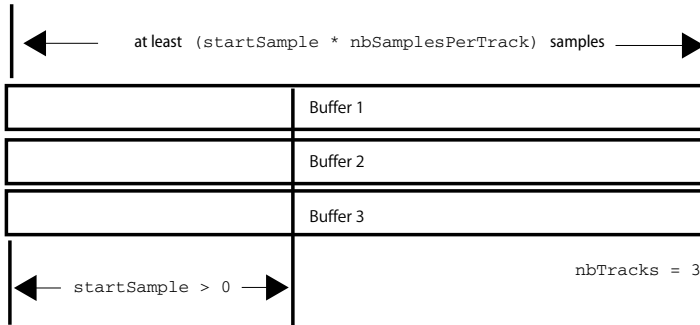 at least (startSample * nbSamplesPerTrack) samples
Buffer 1
Buffer 2
Buffer 3
startSample > 0
nbTracks = 3